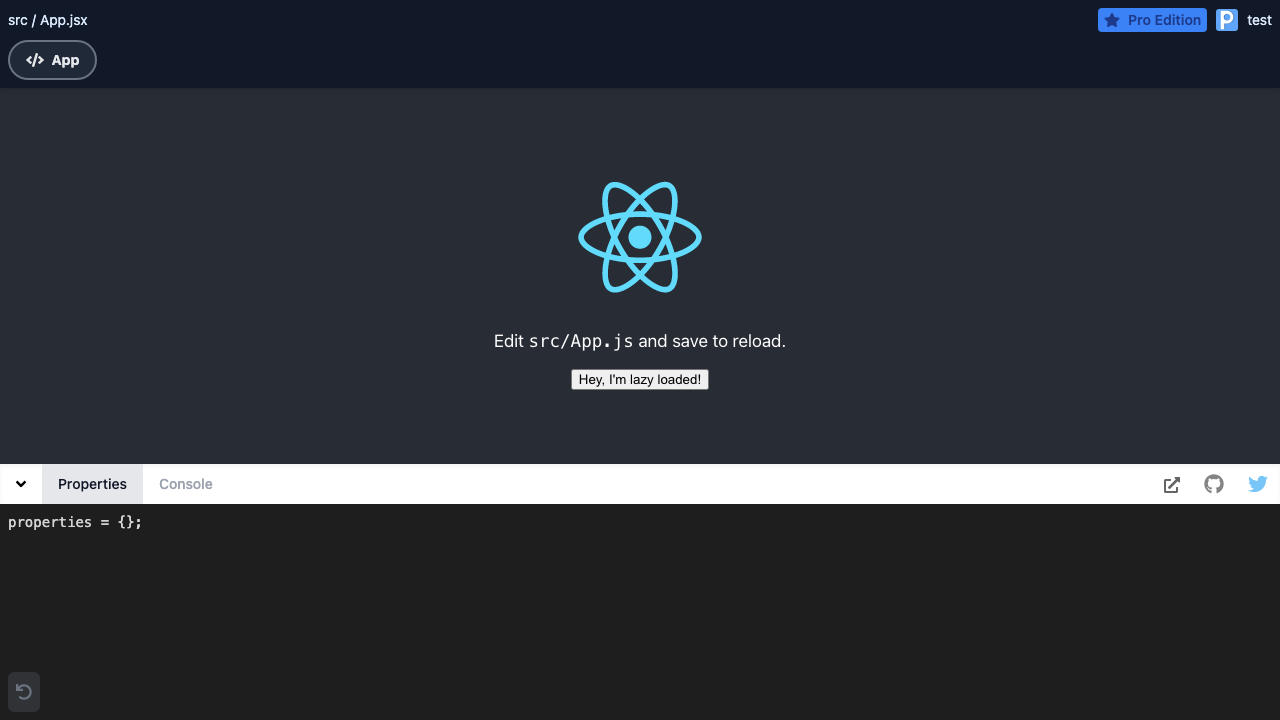 src / App.jsx
Pro Edition
P
test
App
Edit src/App.js and save to reload.
Hey, I'm lazy loaded!
Properties
Console
properties = {};